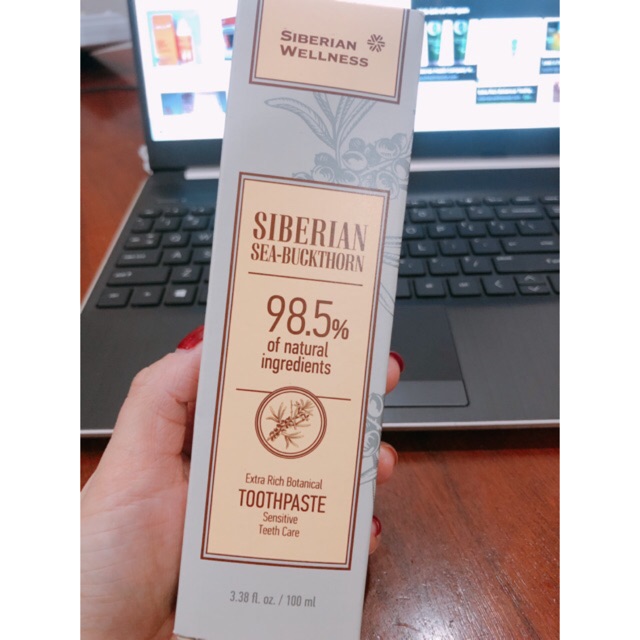 SIBERIAN
WELLNESS
SIBERIAN
SEA-BUCKTHORN
98.5%
of natural
ingredients
Extra Rich Botanical
TOOTHPASTE
Sensitive
Teeth Care
3.38 fl. oz. / 100 ml